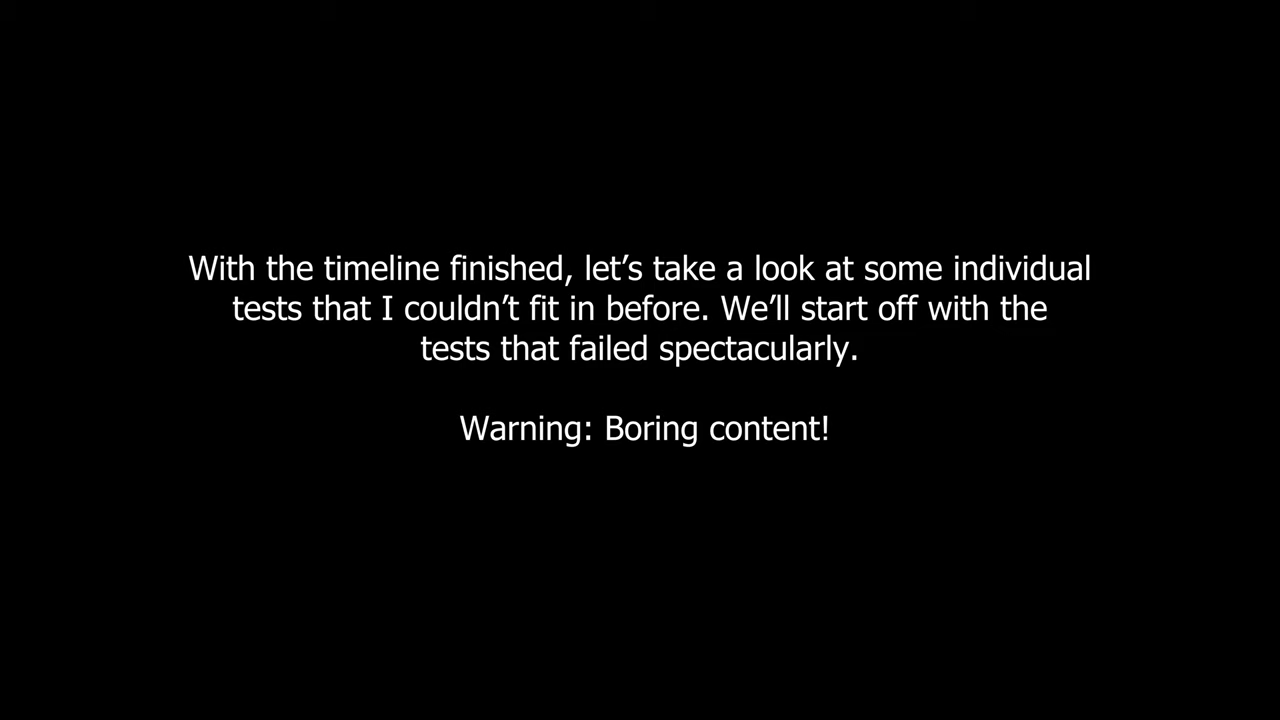 With the timeline finished, let’s take a look at some individual
tests that I couldn’t fit in before. We’ll start off with the
tests that failed spectacularly.
Warning: Boring content!